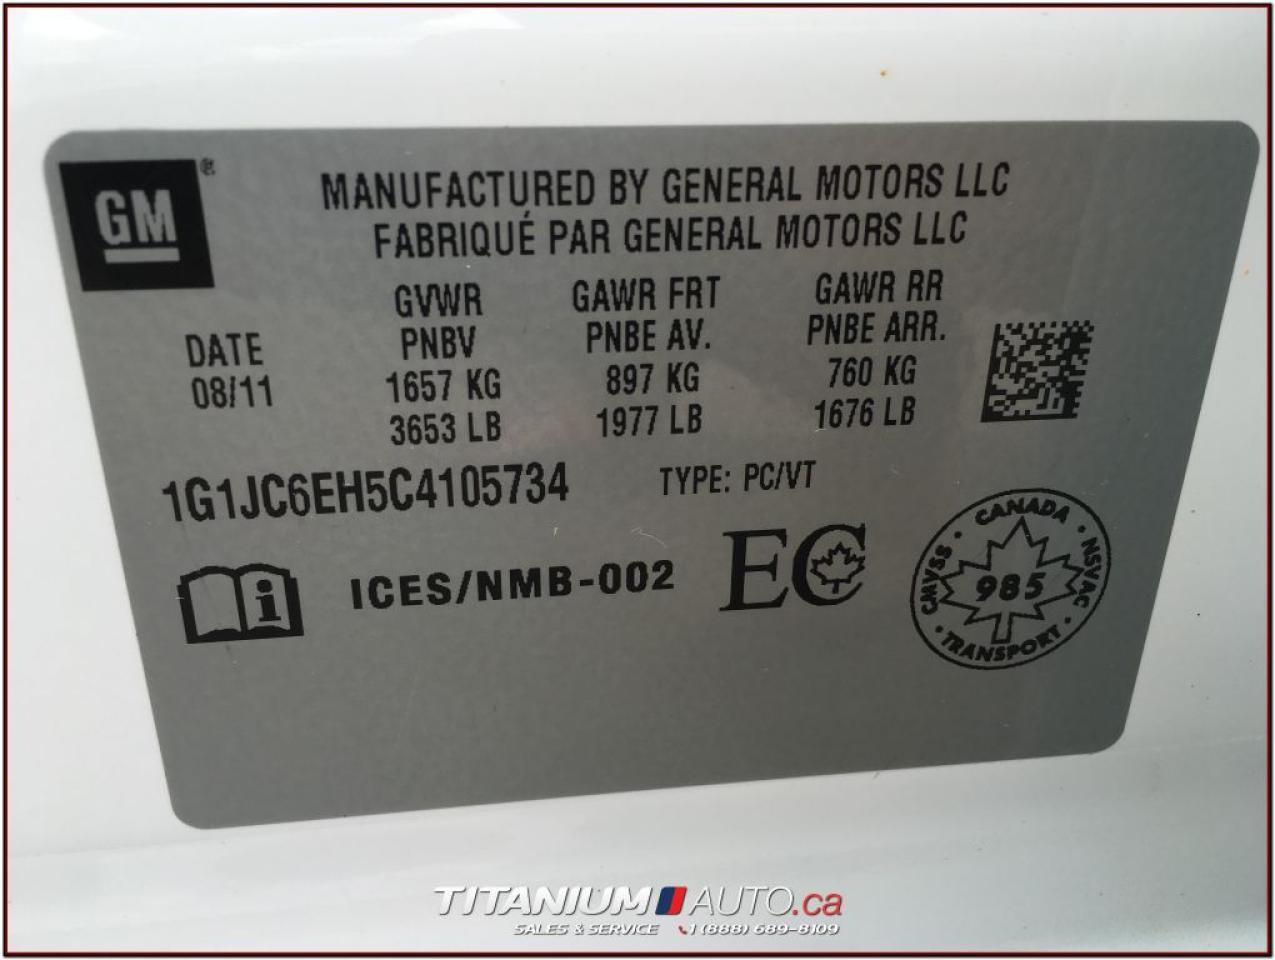 GM ®
MANUFACTURED BY GENERAL MOTORS LLC
FABRIQUÉ PAR GENERAL MOTORS LLC
DATE
08/11
GVWR
PNBV
1657 KG
3653 LB
GAWR FRT
PNBE AV.
897 KG
1977 LB
GAWR RR
PNBE ARR.
760 KG
1676 LB
1G1JC6EH5C4105734 TYPE: PC/VT
i ICES/NMB-002 EC
CANADA · NSVAC · TRANSPORT · CMVSS ·
985
TITANIUM AUTO.ca
SALES & SERVICE 1 (888) 689-8109